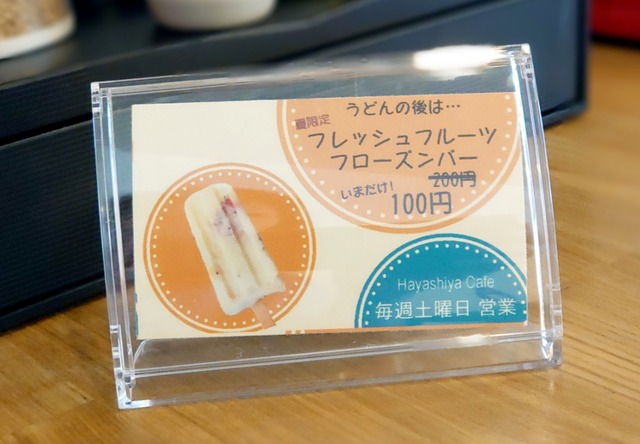 うどんの後は…
夏限定
フレッシュフルーツ
フローズンバー
200円
いまだけ!
100円
Hayashiya Cafe
毎週土曜日 営業